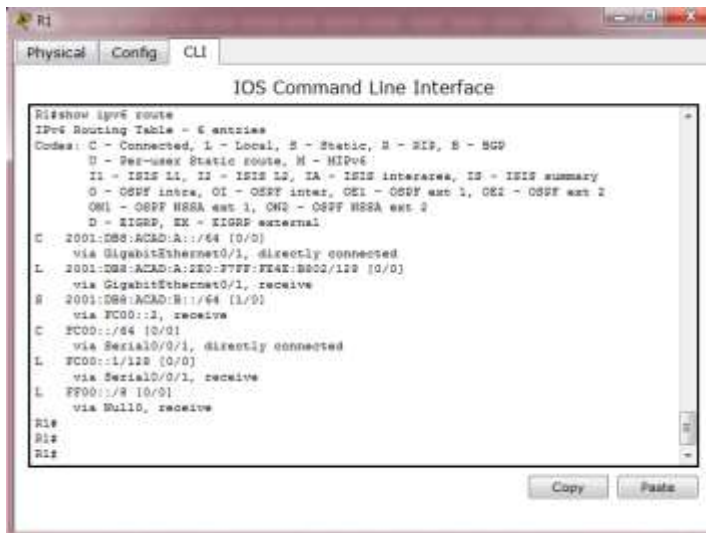 R1
Physical Config CLI
IOS Command Line Interface
R1#show ipv6 route
IPv6 Routing Table - 6 entries
Codes: C - Connected, L - Local, S - Static, R - RIP, B - BGP
U - Per-user Static route, M - MIPv6
I1 - ISIS L1, I2 - ISIS L2, IA - ISIS interarea, IS - ISIS summary
O - OSPF intra, OI - OSPF inter, OE1 - OSPF ext 1, OE2 - OSPF ext 2
ON1 - OSPF NSSA ext 1, ON2 - OSPF NSSA ext 2
D - EIGRP, EX - EIGRP external
C 2001:DB8:ACAD:A::/64 [0/0]
via GigabitEthernet0/1, directly connected
L 2001:DB8:ACAD:A:2E0:F7FF:FE4E:B802/128 [0/0]
via GigabitEthernet0/1, receive
S 2001:DB8:ACAD:B::/64 [1/0]
via FC00::2, receive
C FC00::/64 [0/0]
via Serial0/0/1, directly connected
L FC00::1/128 [0/0]
via Serial0/0/1, receive
L FF00::/8 [0/0]
via Null0, receive
R1#
R1#
R1#
Copy Paste